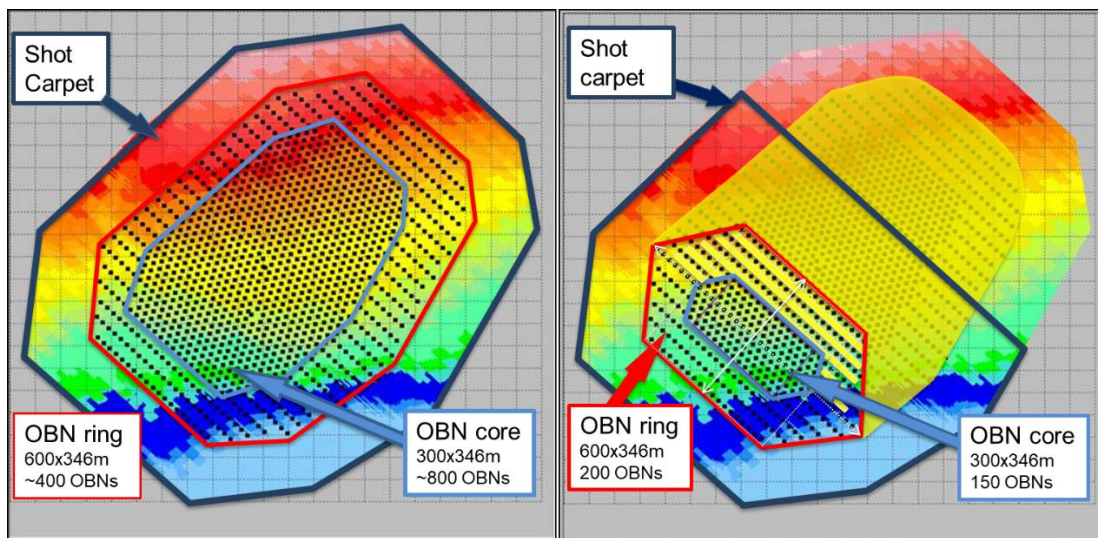 Shot
Carpet
OBN ring
600x346m
~400 OBNs
OBN core
300x346m
~800 OBNs
Shot
carpet
OBN ring
600x346m
200 OBNs
OBN core
300x346m
150 OBNs